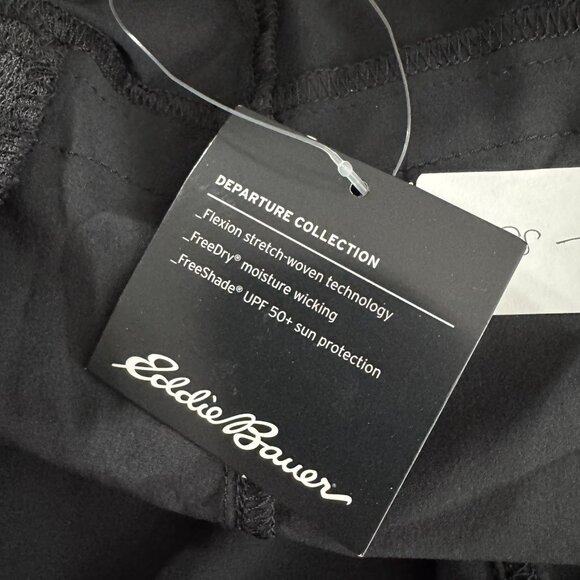 DEPARTURE COLLECTION
_Flexion stretch-woven technology
_FreeDry® moisture wicking
_FreeShade® UPF 50+ sun protection
Eddie Bauer